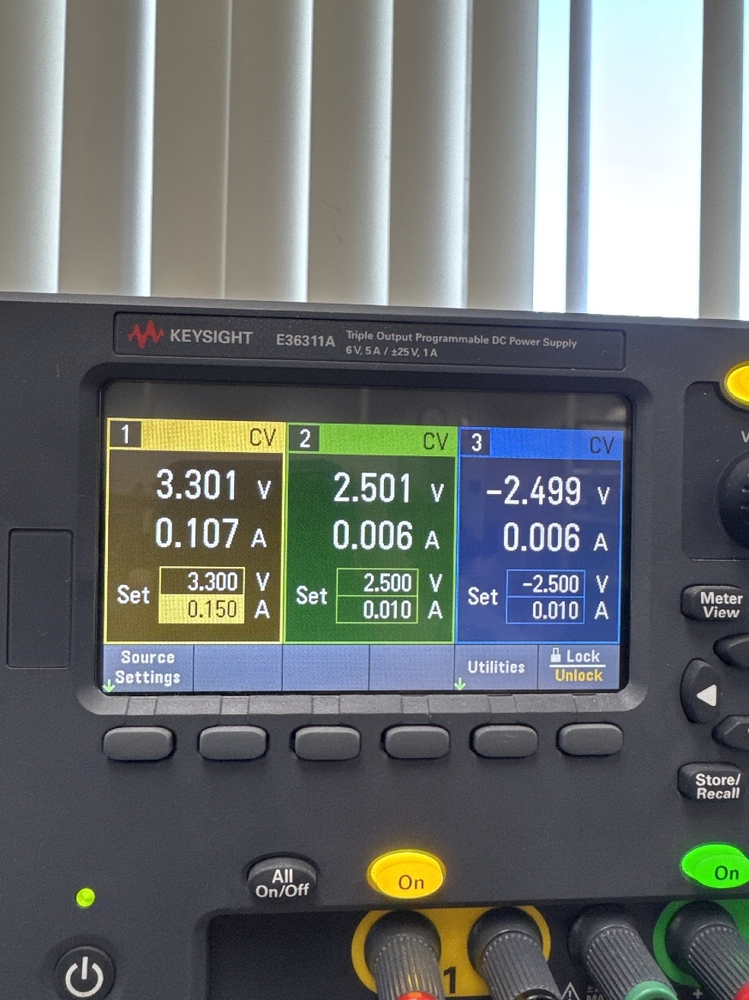 KEYSIGHT E36311A Triple Output Programmable DC Power Supply
6V, 5A / ±25V, 1A
1 CV
3.301 V
0.107 A
Set 3.300 V
0.150 A
2 CV
2.501 V
0.006 A
Set 2.500 V
0.010 A
3 CV
-2.499 V
0.006 A
Set -2.500 V
0.010 A
Source
Settings
Utilities
Lock
Unlock
V
Meter
View
Store/
Recall
All
On/Off
On
On
1